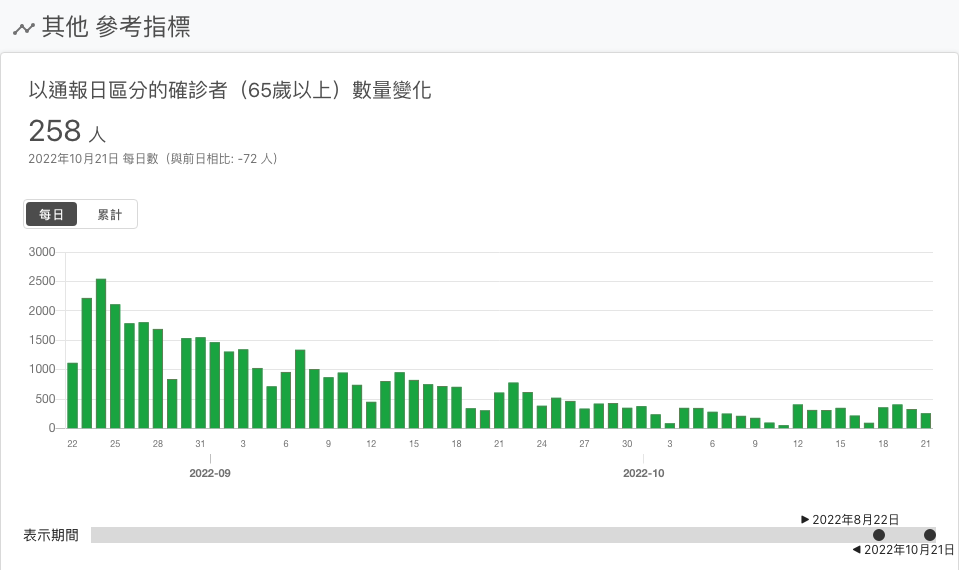 其他 參考指標
以通報日區分的確診者（65歲以上）數量變化
258 人
2022年10月21日 每日數（與前日相比: -72 人）
每日 累計
3000
2500
2000
1500
1000
500
0
22 25 28 31 3 6 9 12 15 18 21 24 27 30 3 6 9 12 15 18 21
2022-09 2022-10
2022年8月22日
表示期間
2022年10月21日